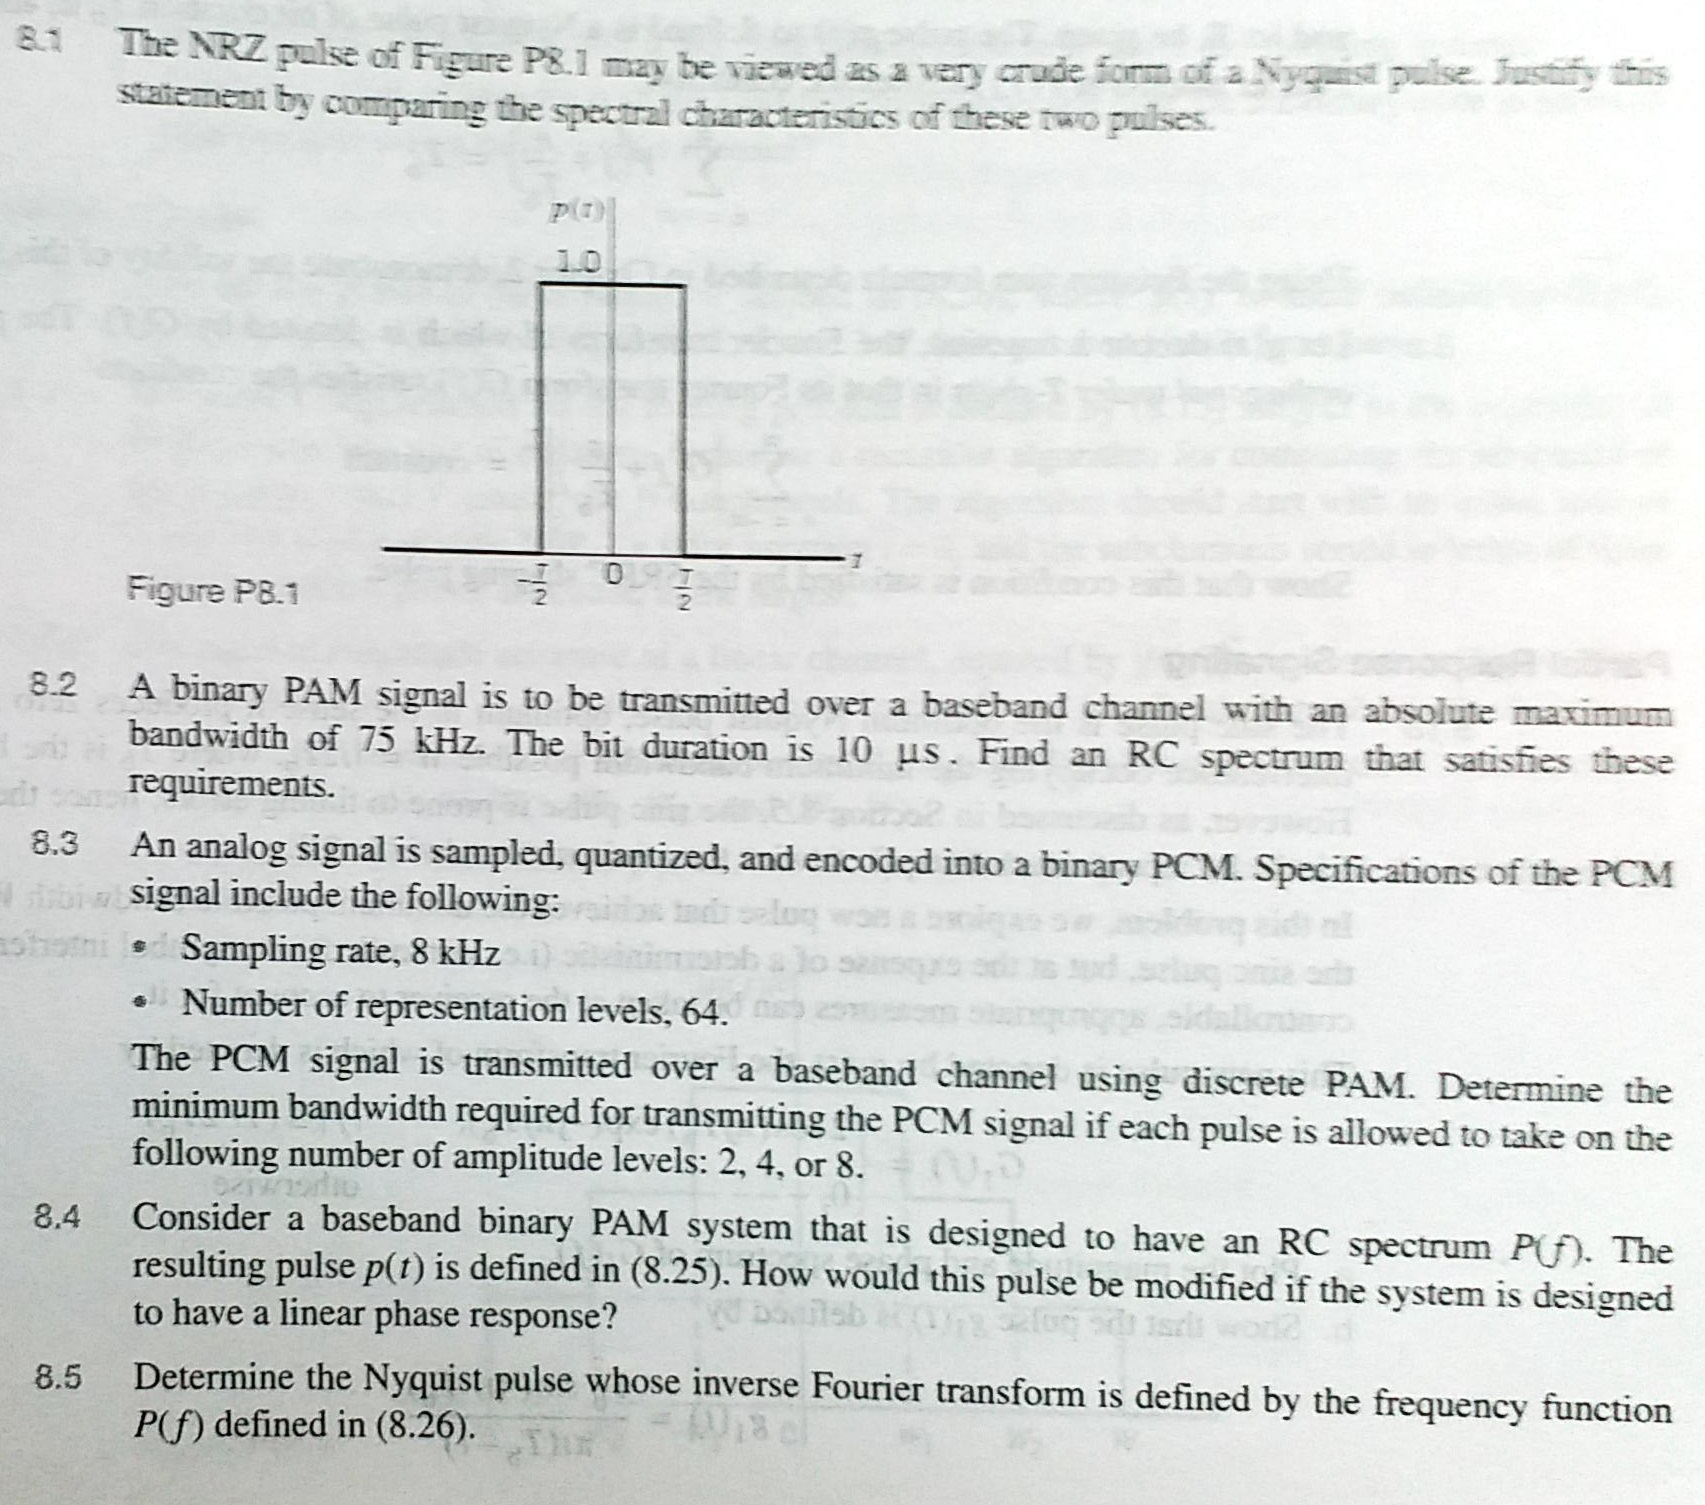 8.1 The NRZ pulse of Figure P8.1 may be viewed as a very crude form of a Nyquist pulse. Justify this
statement by comparing the spectral characteristics of these two pulses.
p(t)
1.0
-T/2 0 T/2 t
Figure P8.1
8.2 A binary PAM signal is to be transmitted over a baseband channel with an absolute maximum
bandwidth of 75 kHz. The bit duration is 10 μs. Find an RC spectrum that satisfies these
requirements.
8.3 An analog signal is sampled, quantized, and encoded into a binary PCM. Specifications of the PCM
signal include the following:
• Sampling rate, 8 kHz
• Number of representation levels, 64.
The PCM signal is transmitted over a baseband channel using discrete PAM. Determine the
minimum bandwidth required for transmitting the PCM signal if each pulse is allowed to take on the
following number of amplitude levels: 2, 4, or 8.
8.4 Consider a baseband binary PAM system that is designed to have an RC spectrum P(f). The
resulting pulse p(t) is defined in (8.25). How would this pulse be modified if the system is designed
to have a linear phase response?
8.5 Determine the Nyquist pulse whose inverse Fourier transform is defined by the frequency function
P(f) defined in (8.26).